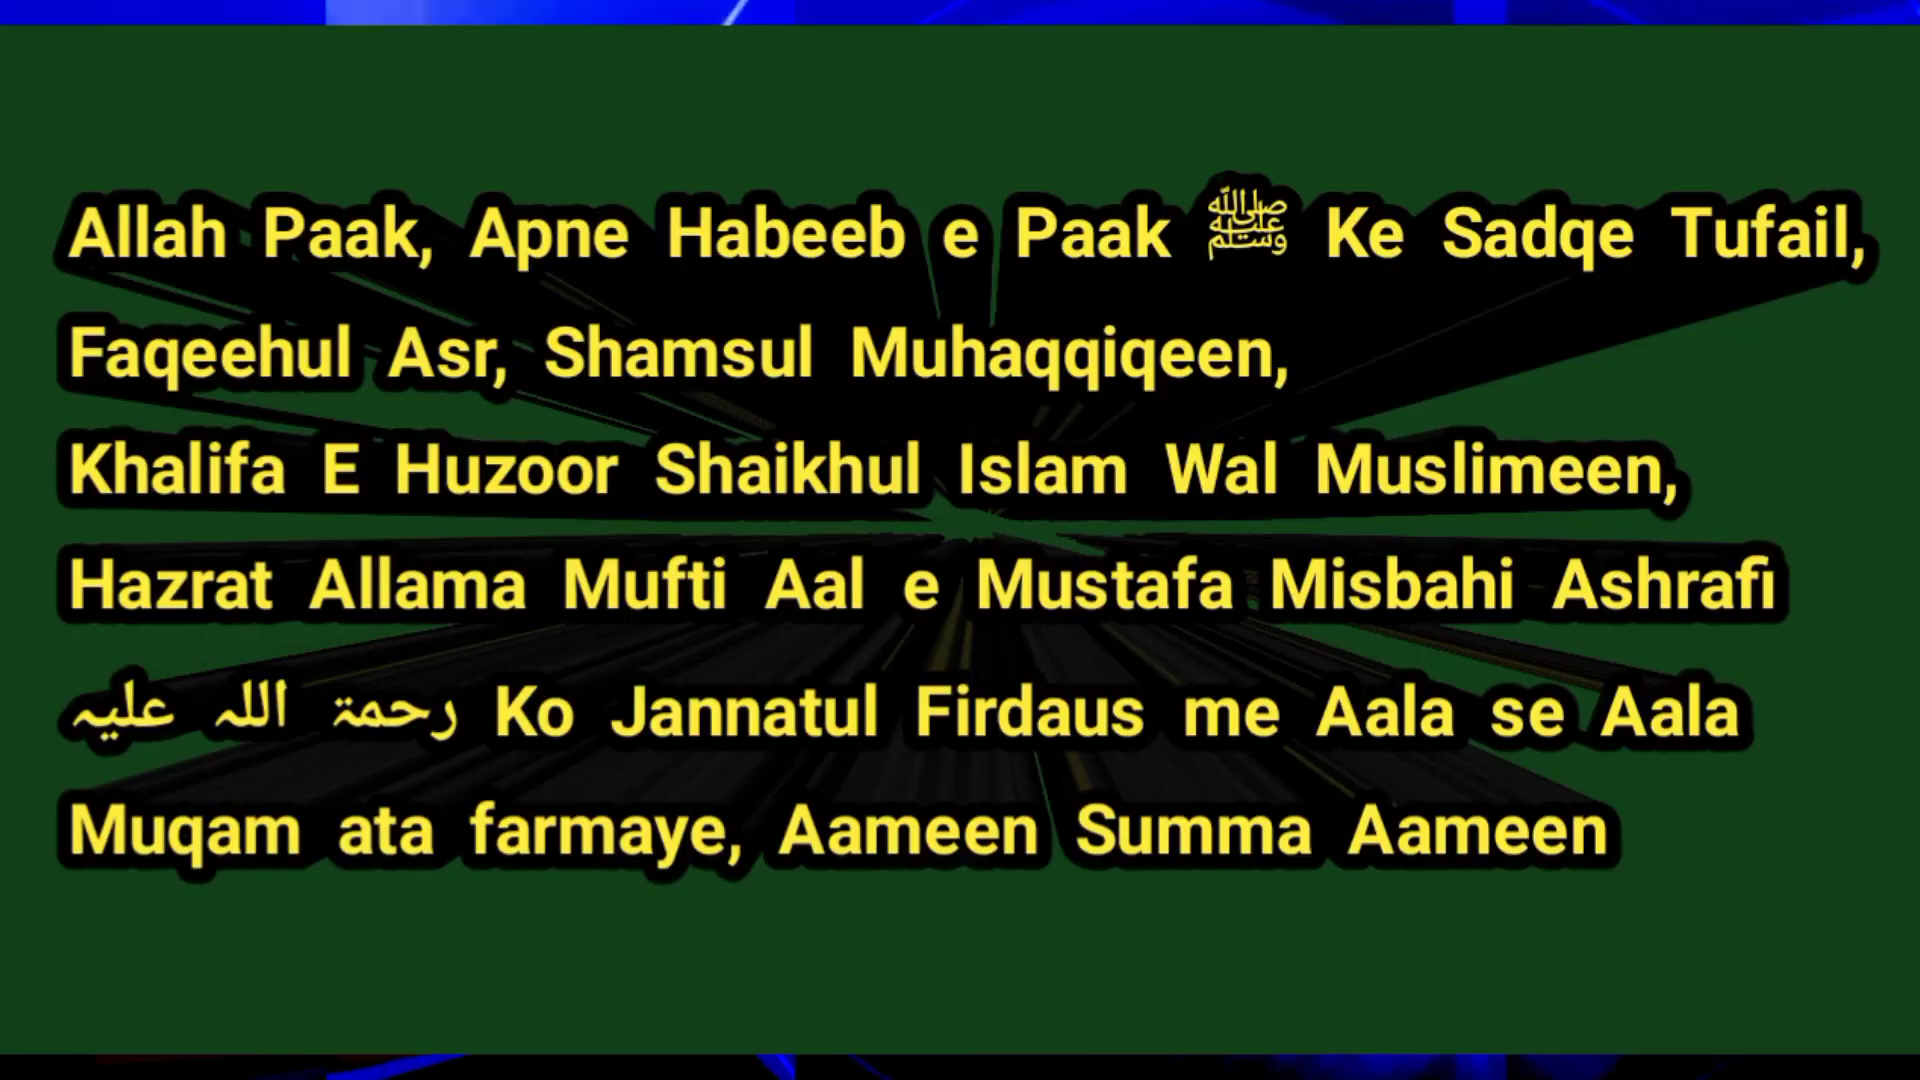 Allah Paak, Apne Habeeb e Paak ﷺ Ke Sadqe Tufail,
Faqeehul Asr, Shamsul Muhaqqiqeen,
Khalifa E Huzoor Shaikhul Islam Wal Muslimeen,
Hazrat Allama Mufti Aal e Mustafa Misbahi Ashrafi
رحمۃ اللہ علیہ Ko Jannatul Firdaus me Aala se Aala
Muqam ata farmaye, Aameen Summa Aameen